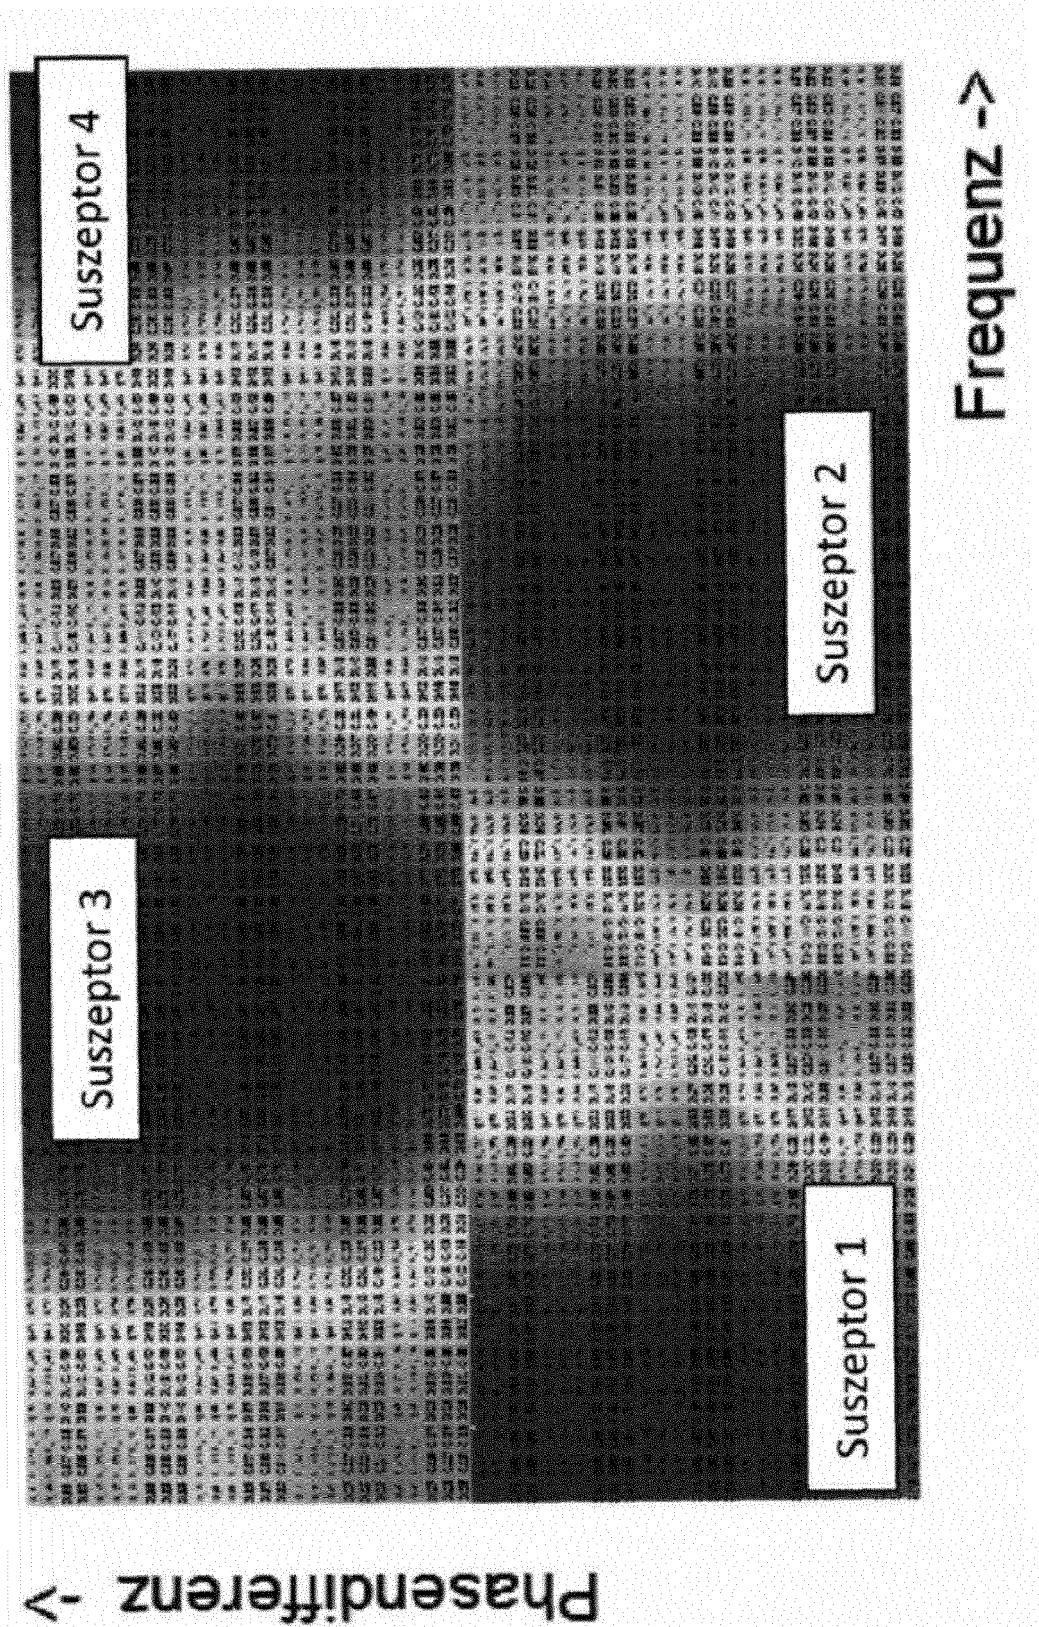 Suszeptor 4
Suszeptor 3
Suszeptor 2
Suszeptor 1
Frequenz ->
Phasendifferenz ->